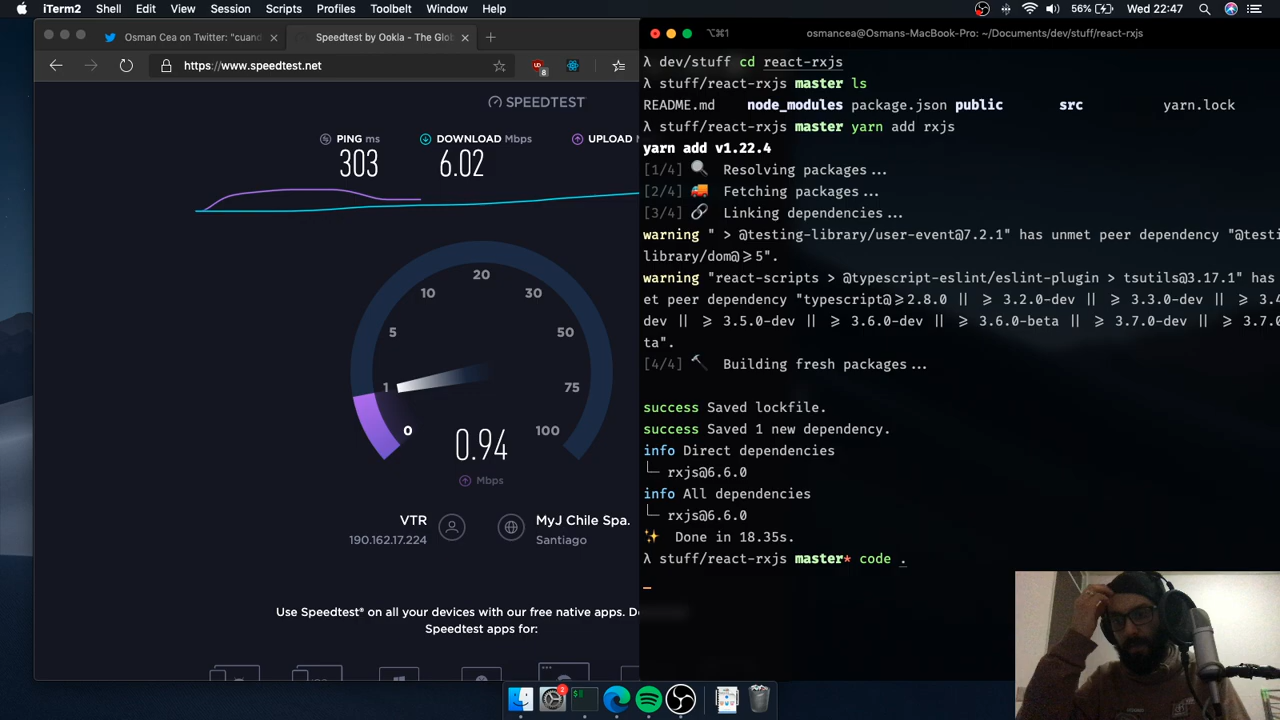 iTerm2 Shell Edit View Session Scripts Profiles Toolbelt Window Help 56% Wed 22:47
Osman Cea on Twitter: "cuand
Speedtest by Ookla - The Glo
https://www.speedtest.net
8
SPEEDTEST
PING ms DOWNLOAD Mbps UPLOAD
303 6.02
0 1 5 10 20 30 50 75 100
0.94
Mbps
VTR
190.162.17.224
MyJ Chile Spa.
Santiago
Use Speedtest® on all your devices with our free native apps.
Speedtest apps for:
⌥⌘1 osmancea@Osmans-MacBook-Pro: ~/Documents/dev/stuff/react-rxjs
λ dev/stuff cd react-rxjs
λ stuff/react-rxjs master ls
README.md node_modules package.json public src yarn.lock
λ stuff/react-rxjs master yarn add rxjs
yarn add v1.22.4
[1/4] 🔍 Resolving packages...
[2/4] 🚚 Fetching packages...
[3/4] 🔗 Linking dependencies...
warning " > @testing-library/user-event@7.2.1" has unmet peer dependency "@testi
library/dom@>=5".
warning "react-scripts > @typescript-eslint/eslint-plugin > tsutils@3.17.1" has
et peer dependency "typescript@>=2.8.0 || >= 3.2.0-dev || >= 3.3.0-dev || >= 3.4
dev || >= 3.5.0-dev || >= 3.6.0-dev || >= 3.6.0-beta || >= 3.7.0-dev || >= 3.7.0
ta".
[4/4] 🔨 Building fresh packages...
success Saved lockfile.
success Saved 1 new dependency.
info Direct dependencies
└─ rxjs@6.6.0
info All dependencies
└─ rxjs@6.6.0
✨ Done in 18.35s.
λ stuff/react-rxjs master* code .
2